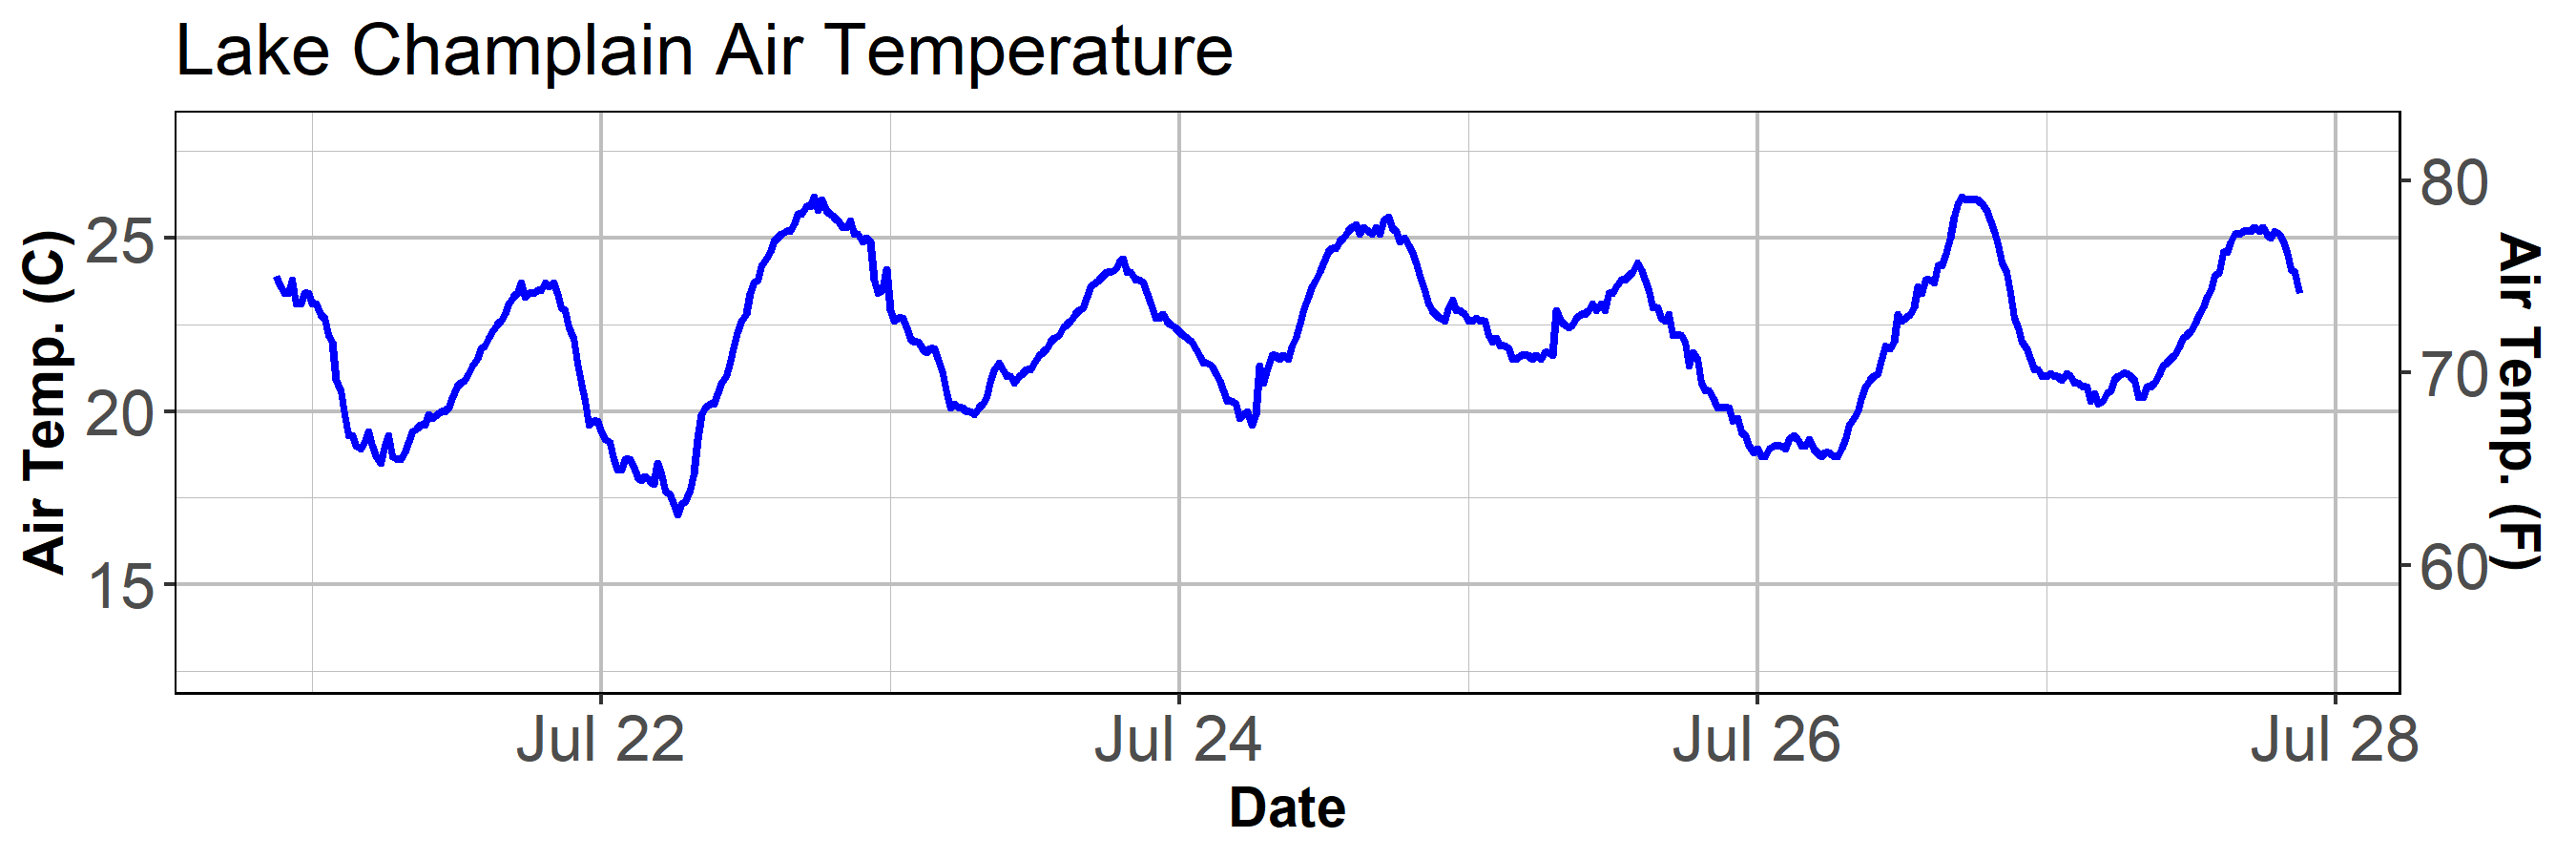 Lake Champlain Air Temperature
Air Temp. (C)
25
20
15
80
70
60
Air Temp. (F)
Jul 22
Jul 24
Jul 26
Jul 28
Date